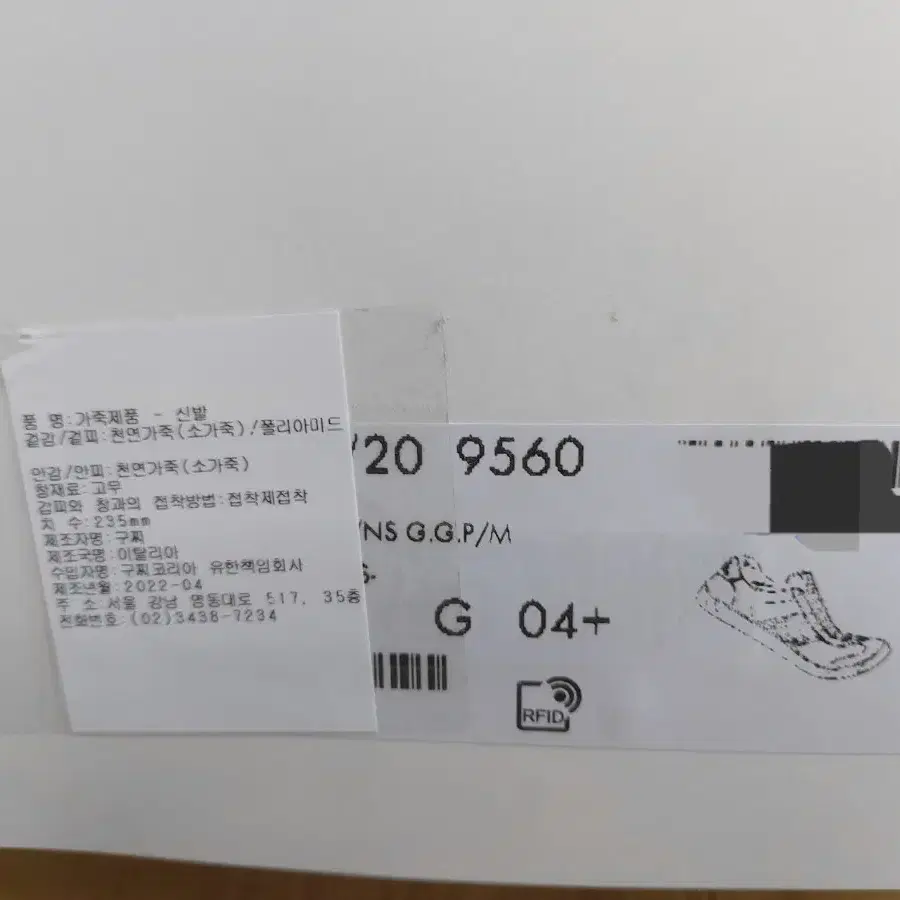 품 명:가죽제품 - 신발
겉감/겉피:천연가죽(소가죽)/폴리아미드
안감/안피:천연가죽(소가죽)
창재료:고무
갑피와 창과의 접착방법:접착제접착
치 수:235mm
제조자명:구찌
제조국명:이탈리아
수입자명:구찌코리아 유한책임회사
제조년월:2022-04
주 소:서울 강남 영동대로 517, 35층
전화번호:(02)3438-7234
20 9560
/NS G.G.P/M
G 04+
RFID